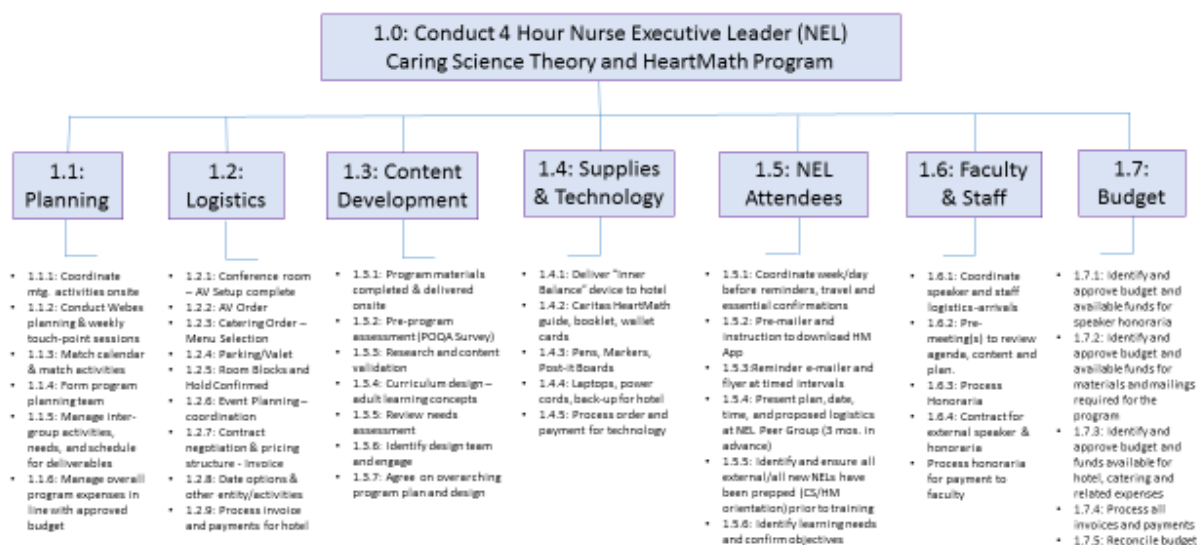 1.0: Conduct 4 Hour Nurse Executive Leader (NEL)
Caring Science Theory and HeartMath Program
1.1:
Planning
1.2:
Logistics
1.3: Content
Development
1.4: Supplies
& Technology
1.5: NEL
Attendees
1.6: Faculty
& Staff
1.7:
Budget
• 1.1.1: Coordinate
mtg. activities onsite
• 1.1.2: Conduct Webex
planning & weekly
touch-point sessions
• 1.1.3: Match calendar
& match activities
• 1.1.4: Form program
planning team
• 1.1.5: Manage inter-
group activities,
needs, and schedule
for deliverables
• 1.1.6: Manage overall
program expenses in
line with approved
budget
• 1.2.1: Conference room
– AV Setup complete
• 1.2.2: AV Order
• 1.2.3: Catering Order –
Menu Selection
• 1.2.4: Parking/Valet
• 1.2.5: Room Blocks and
Hold Confirmed
• 1.2.6: Event Planning –
coordination
• 1.2.7: Contract
negotiation & pricing
structure - Invoice
• 1.2.8: Date options &
other entity/activities
• 1.2.9: Process invoice
and payments for hotel
• 1.3.1: Program materials
completed & delivered
onsite
• 1.3.2: Pre-program
assessment (POQA Survey)
• 1.3.3: Research and content
validation
• 1.3.4: Curriculum design –
adult learning concepts
• 1.3.5: Review needs
assessment
• 1.3.6: Identify design team
and engage
• 1.3.7: Agree on overarching
program plan and design
• 1.4.1: Deliver "Inner
Balance" device to hotel
• 1.4.2: Caritas HeartMath
guide, booklet, wallet
cards
• 1.4.3: Pens, Markers,
Post-it Boards
• 1.4.4: Laptops, power
cords, back-up for hotel
• 1.4.5: Process order and
payment for technology
• 1.5.1: Coordinate week/day
before reminders, travel and
essential confirmations
• 1.5.2: Pre-mailer and
instruction to download HM
App
• 1.5.3:Reminder e-mailer and
flyer at timed intervals
• 1.5.4: Present plan, date,
time, and proposed logistics
at NEL Peer Group (3 mos. in
advance)
• 1.5.5: Identify and ensure all
external/all new NELs have
been prepped (CS/HM
orientation) prior to training
• 1.5.6: Identify learning needs
and confirm objectives
• 1.6.1: Coordinate
speaker and staff
logistics-arrivals
• 1.6.2: Pre-
meeting(s) to review
agenda, content and
plan.
• 1.6.3: Process
Honoraria
• 1.6.4: Contract for
external speaker &
honoraria
• Process honoraria
for payment to
faculty
• 1.7.1: Identify and
approve budget and
available funds for
speaker honoraria
• 1.7.2: Identify and
approve budget and
available funds for
materials and mailings
required for the
program
• 1.7.3: Identify and
approve budget and
funds available for
hotel, catering and
related expenses
• 1.7.4: Process all
invoices and payments
• 1.7.5: Reconcile budget